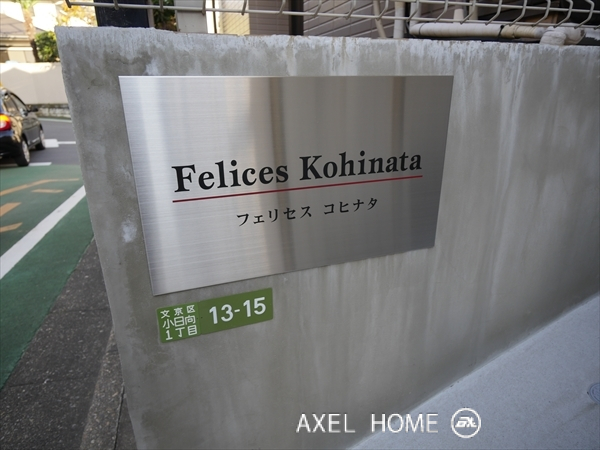 Felices Kohinata
フェリセス コヒナタ
文京区
小日向
1丁目
13-15
AXEL HOME